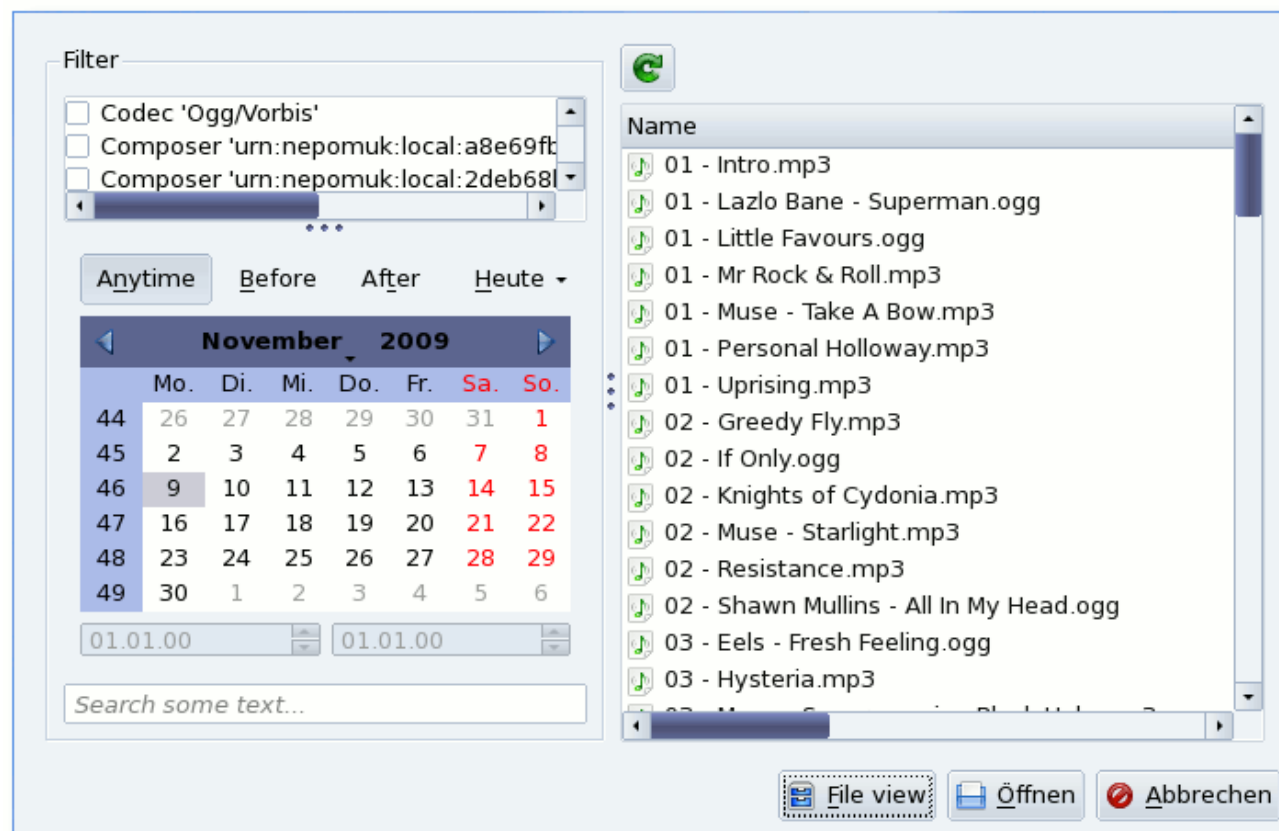 Filter
Codec 'Ogg/Vorbis'
Composer 'urn:nepomuk:local:a8e69fb
Composer 'urn:nepomuk:local:2deb68
Anytime Before After Heute
November 2009
Mo. Di. Mi. Do. Fr. Sa. So.
44 26 27 28 29 30 31 1
45 2 3 4 5 6 7 8
46 9 10 11 12 13 14 15
47 16 17 18 19 20 21 22
48 23 24 25 26 27 28 29
49 30 1 2 3 4 5 6
01.01.00 01.01.00
Search some text...
Name
01 - Intro.mp3
01 - Lazlo Bane - Superman.ogg
01 - Little Favours.ogg
01 - Mr Rock & Roll.mp3
01 - Muse - Take A Bow.mp3
01 - Personal Holloway.mp3
01 - Uprising.mp3
02 - Greedy Fly.mp3
02 - If Only.ogg
02 - Knights of Cydonia.mp3
02 - Muse - Starlight.mp3
02 - Resistance.mp3
02 - Shawn Mullins - All In My Head.ogg
03 - Eels - Fresh Feeling.ogg
03 - Hysteria.mp3
File view Öffnen Abbrechen